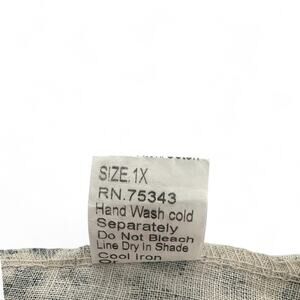 SIZE.1X
RN.75343
Hand Wash cold
Separately
Do Not Bleach
Line Dry in Shade
Cool Iron